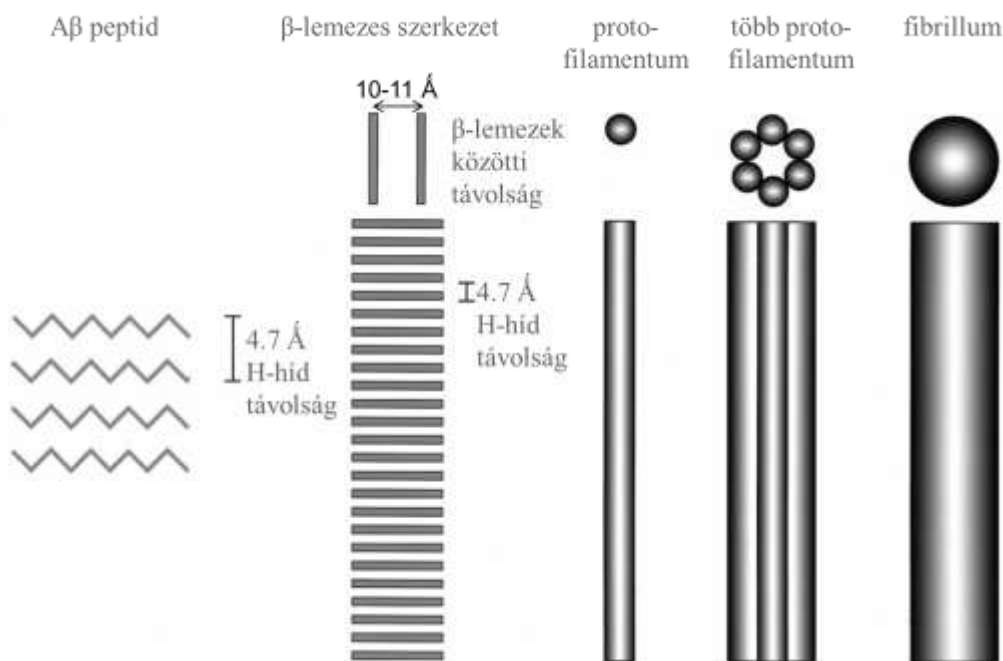 Aβ peptid
β-lemezes szerkezet
proto-
filamentum
több proto-
filamentum
fibrillum
10-11 Å
β-lemezek
közötti
távolság
4.7 Å
H-híd
távolság
4.7 Å
H-híd
távolság